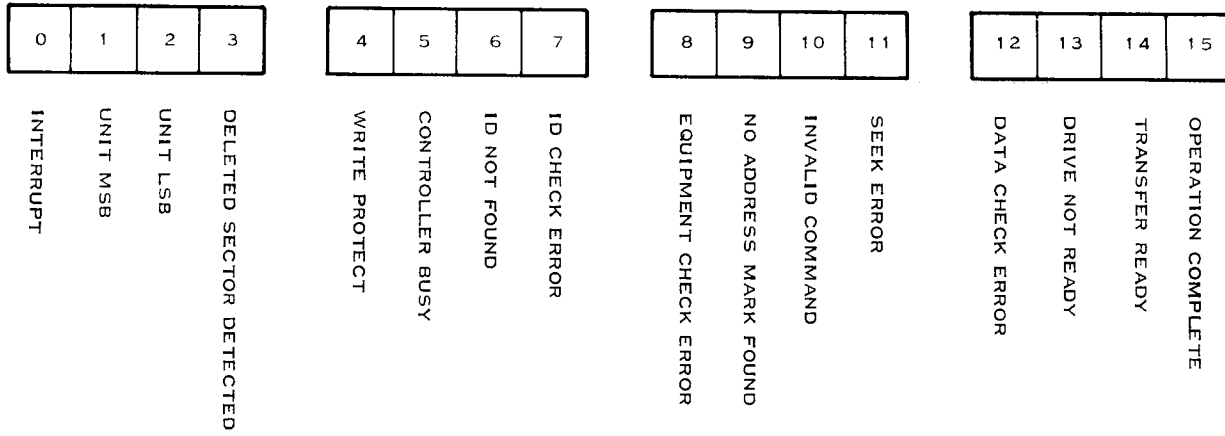 0 1 2 3 4 5 6 7 8 9 10 11 12 13 14 15
INTERRUPT
UNIT MSB
UNIT LSB
DELETED SECTOR DETECTED
WRITE PROTECT
CONTROLLER BUSY
ID NOT FOUND
ID CHECK ERROR
EQUIPMENT CHECK ERROR
NO ADDRESS MARK FOUND
INVALID COMMAND
SEEK ERROR
DATA CHECK ERROR
DRIVE NOT READY
TRANSFER READY
OPERATION COMPLETE